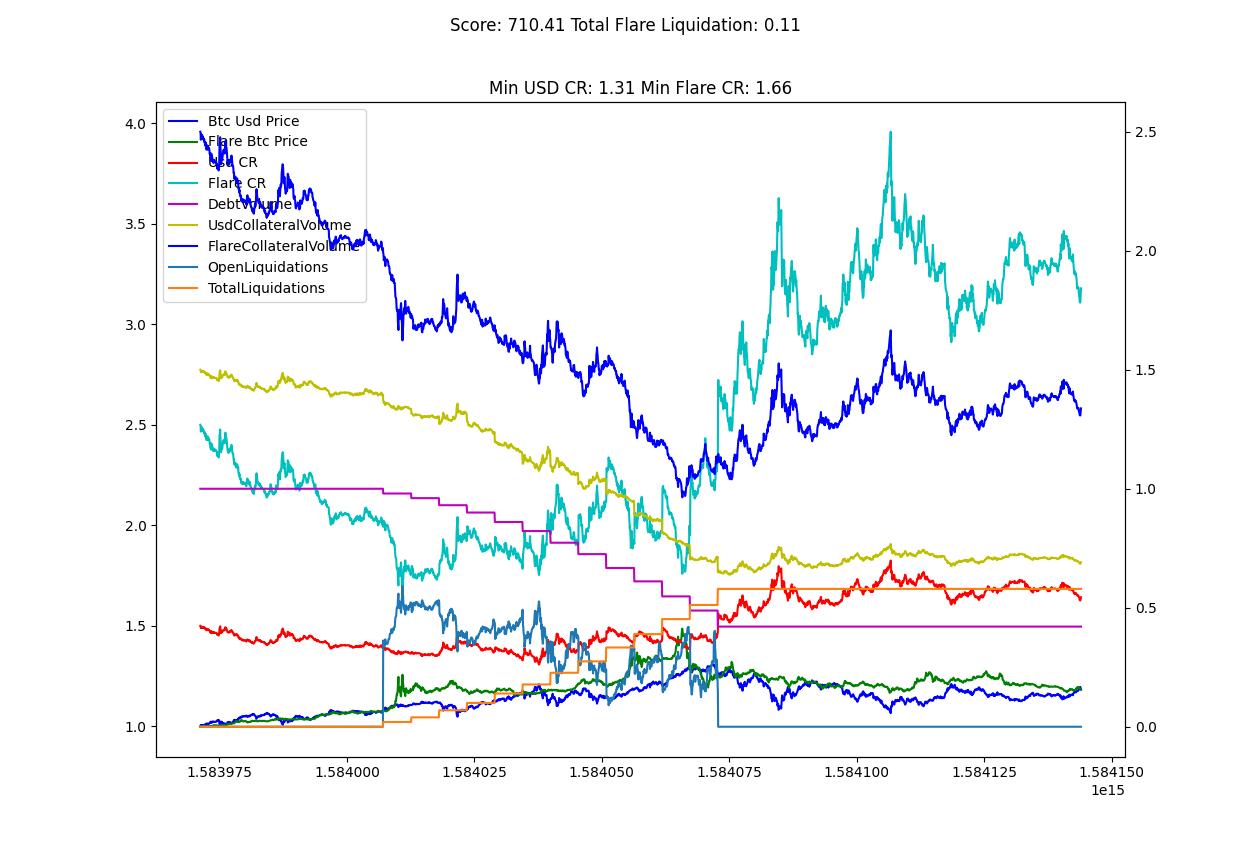 Score: 710.41 Total Flare Liquidation: 0.11
Min USD CR: 1.31 Min Flare CR: 1.66
Btc Usd Price
Flare Btc Price
Usd CR
Flare CR
DebtVolume
UsdCollateralVolume
FlareCollateralVolume
OpenLiquidations
TotalLiquidations
4.0
3.5
3.0
2.5
2.0
1.5
1.0
2.5
2.0
1.5
1.0
0.5
0.0
1.583975 1.584000 1.584025 1.584050 1.584075 1.584100 1.584125 1.584150
1e15